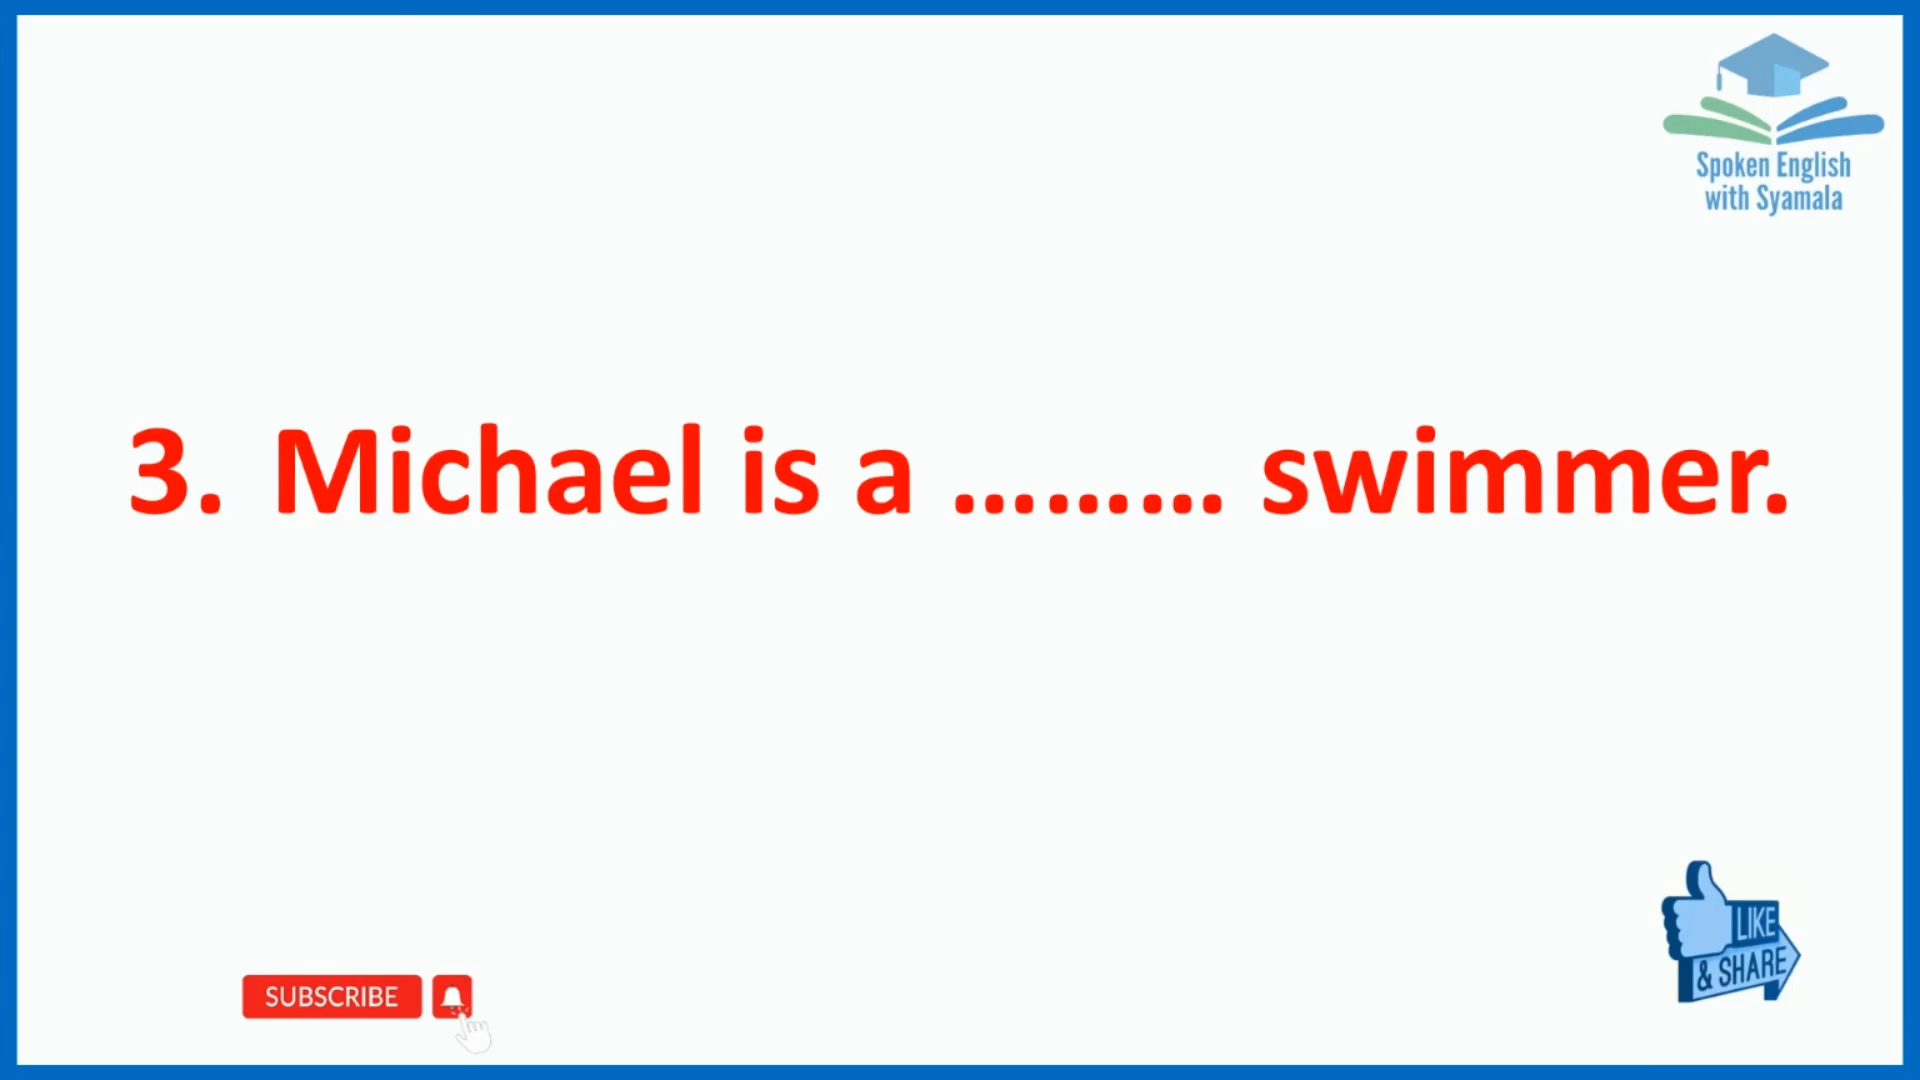 Spoken English
with Syamala
3. Michael is a ......... swimmer.
LIKE
& SHARE
SUBSCRIBE